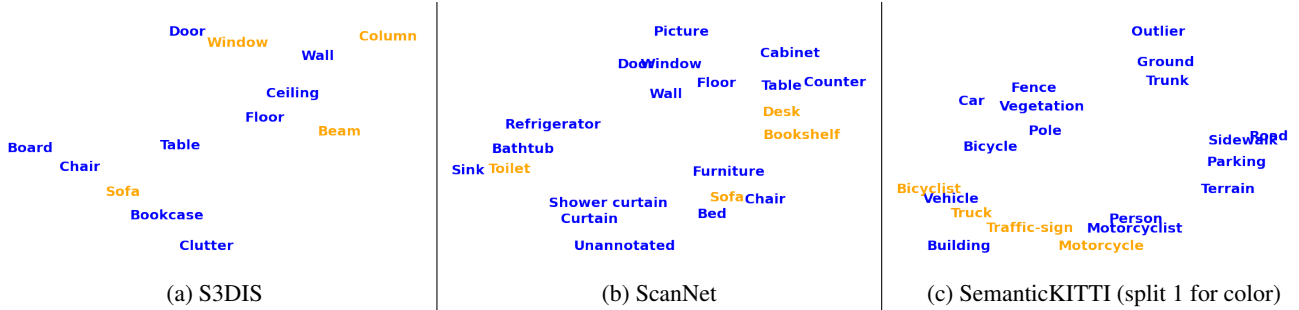 Door
Window
Column
Wall
Ceiling
Floor
Beam
Board
Table
Chair
Sofa
Bookcase
Clutter
(a) S3DIS
Picture
Cabinet
Door
Window
Floor
Table
Counter
Wall
Desk
Refrigerator
Bookshelf
Bathtub
Sink
Toilet
Furniture
Sofa
Chair
Shower curtain
Bed
Curtain
Unannotated
(b) ScanNet
Outlier
Ground
Trunk
Fence
Car
Vegetation
Pole
Road
Sidewalk
Bicycle
Parking
Bicyclist
Terrain
Vehicle
Truck
Person
Traffic-sign
Motorcyclist
Building
Motorcycle
(c) SemanticKITTI (split 1 for color)